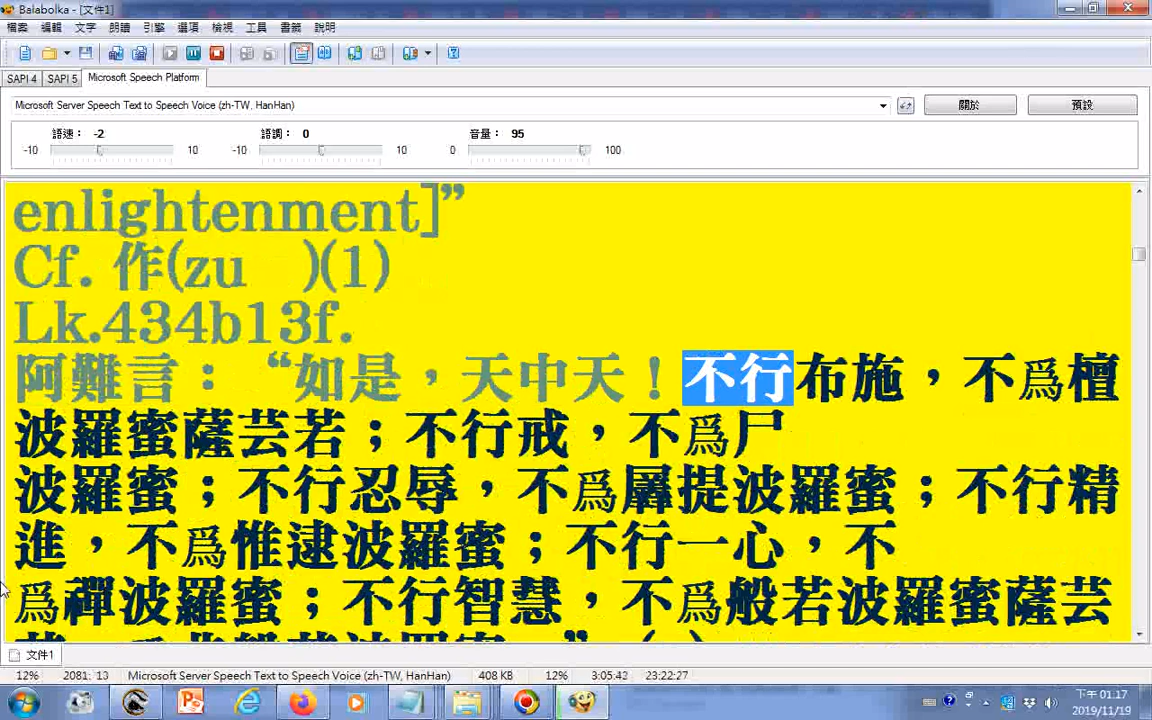 Balabolka - [文件1]
檔案 編輯 文字 朗讀 引擎 選項 檢視 工具 書籤 說明
SAPI 4 SAPI 5 Microsoft Speech Platform
Microsoft Server Speech Text to Speech Voice (zh-TW, HanHan) 關於 預設
語速： -2 語調： 0 音量： 95
-10 10 -10 10 0 100
enlightenment]”
Cf. 作(zu )(1)
Lk.434b13f.
阿難言：“如是，天中天！不行布施，不爲檀
波羅蜜薩芸若；不行戒，不爲尸
波羅蜜；不行忍辱，不爲羼提波羅蜜；不行精
進，不爲惟逮波羅蜜；不行一心，不
爲禪波羅蜜；不行智慧，不爲般若波羅蜜薩芸
文件1
12% 2081: 13 Microsoft Server Speech Text to Speech Voice (zh-TW, HanHan) 408 KB 12% 3:05:42 23:22:27
下午 01:17
2019/11/19